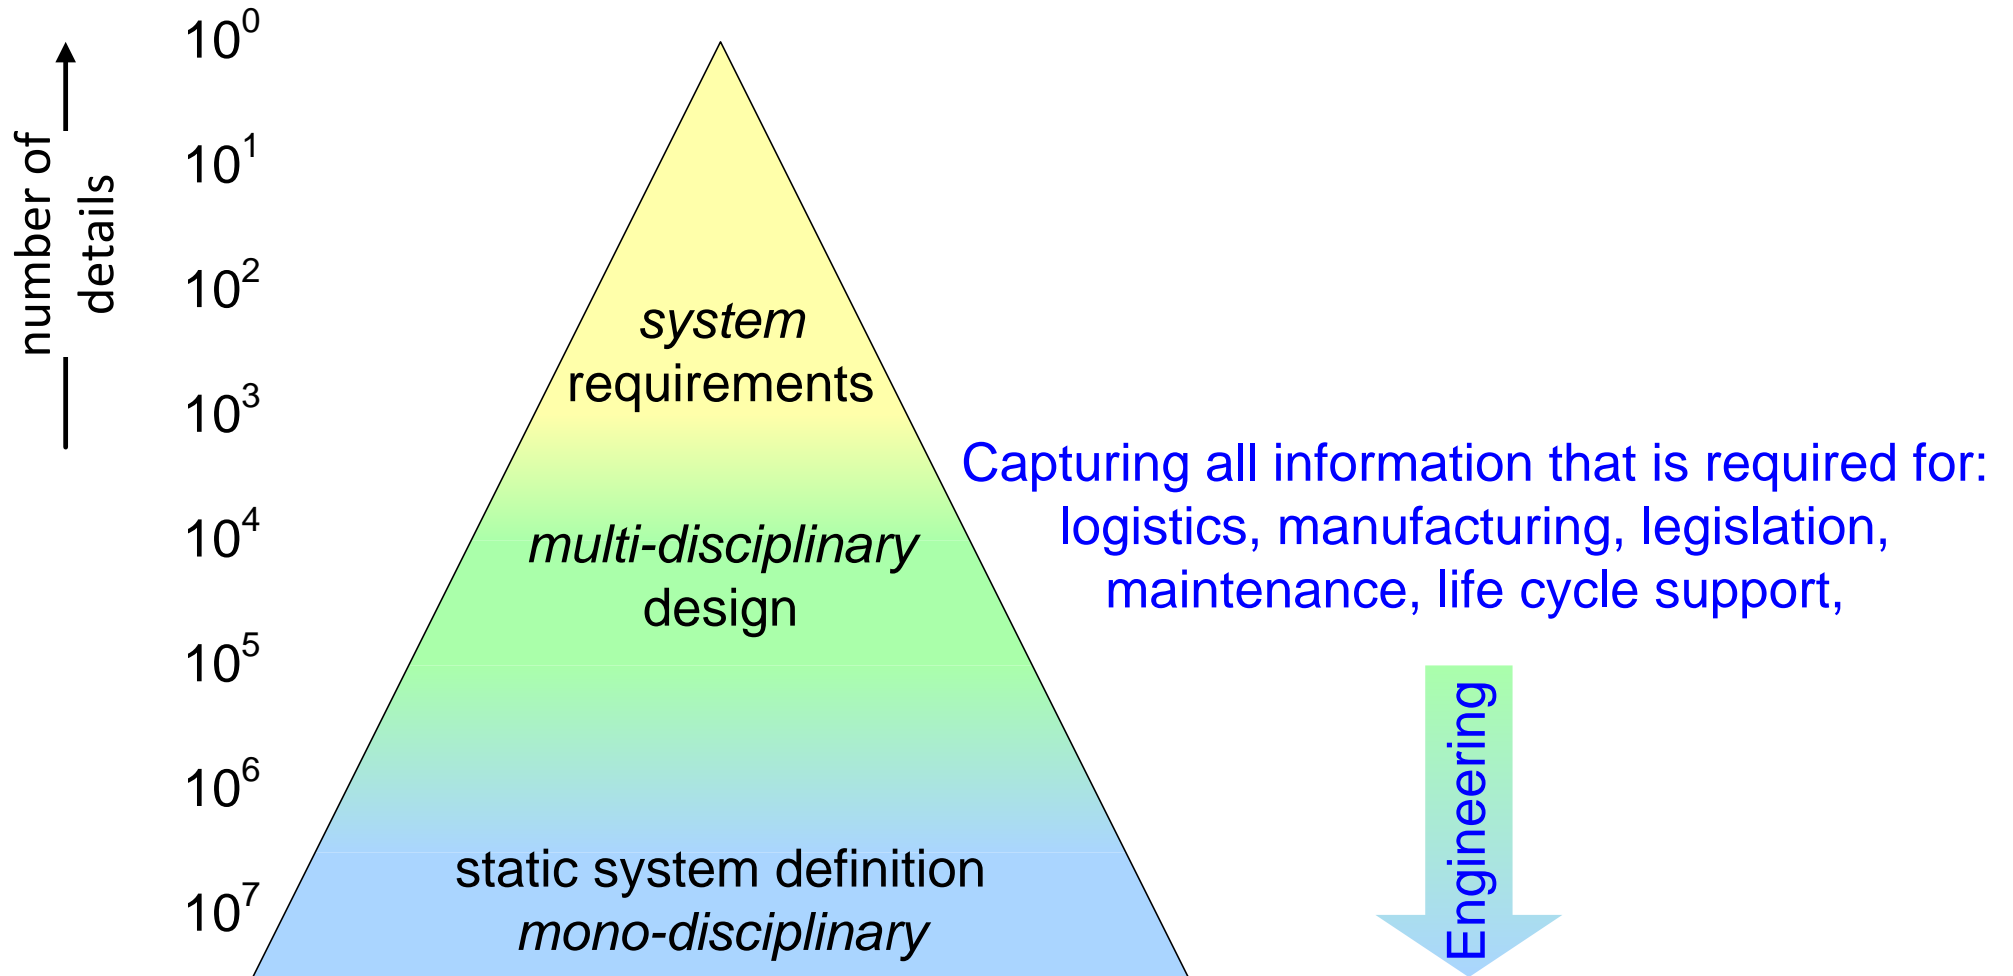 number of
details
10⁰
10¹
10²
10³
10⁴
10⁵
10⁶
10⁷
system
requirements
multi-disciplinary
design
static system definition
mono-disciplinary
Capturing all information that is required for:
logistics, manufacturing, legislation,
maintenance, life cycle support,
Engineering